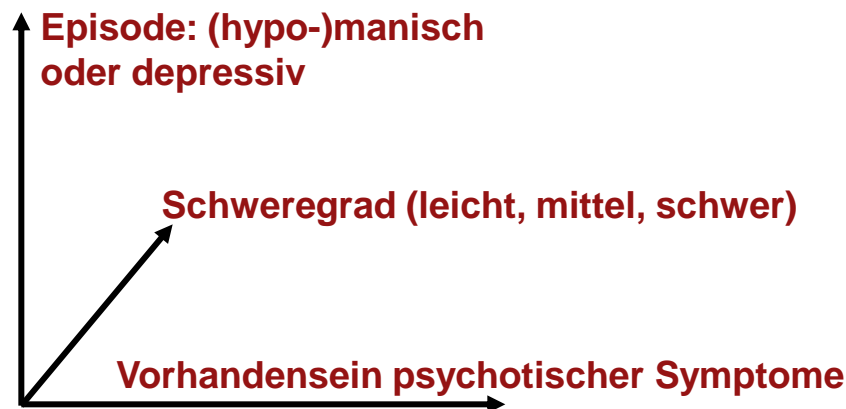 Episode: (hypo-)manisch
oder depressiv
Schweregrad (leicht, mittel, schwer)
Vorhandensein psychotischer Symptome